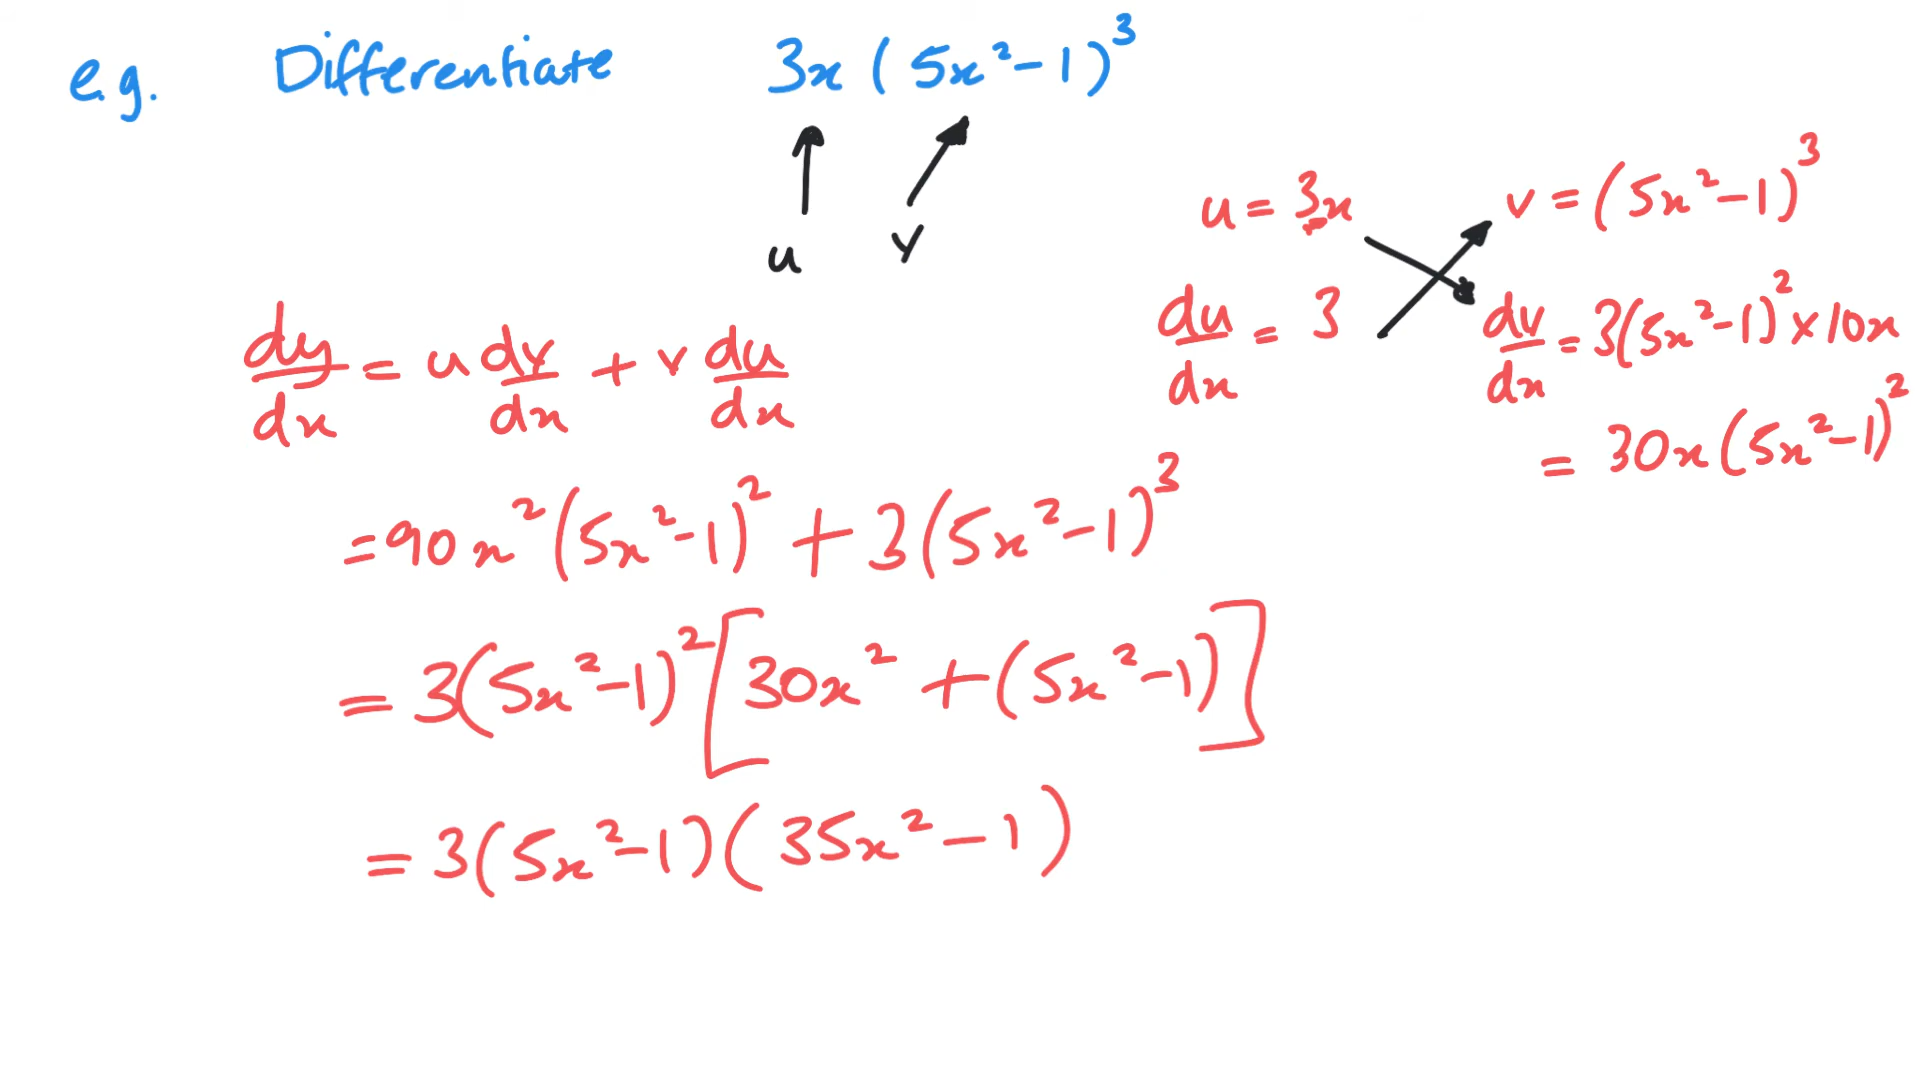 e.g. Differentiate 3x(5x²-1)³
u v
u = 3x v = (5x²-1)³
du/dx = 3 dv/dx = 3(5x²-1)² × 10x
= 30x(5x²-1)²
dy/dx = u dv/dx + v du/dx
= 90x²(5x²-1)² + 3(5x²-1)³
= 3(5x²-1)²[30x² + (5x²-1)]
= 3(5x²-1)(35x²-1)